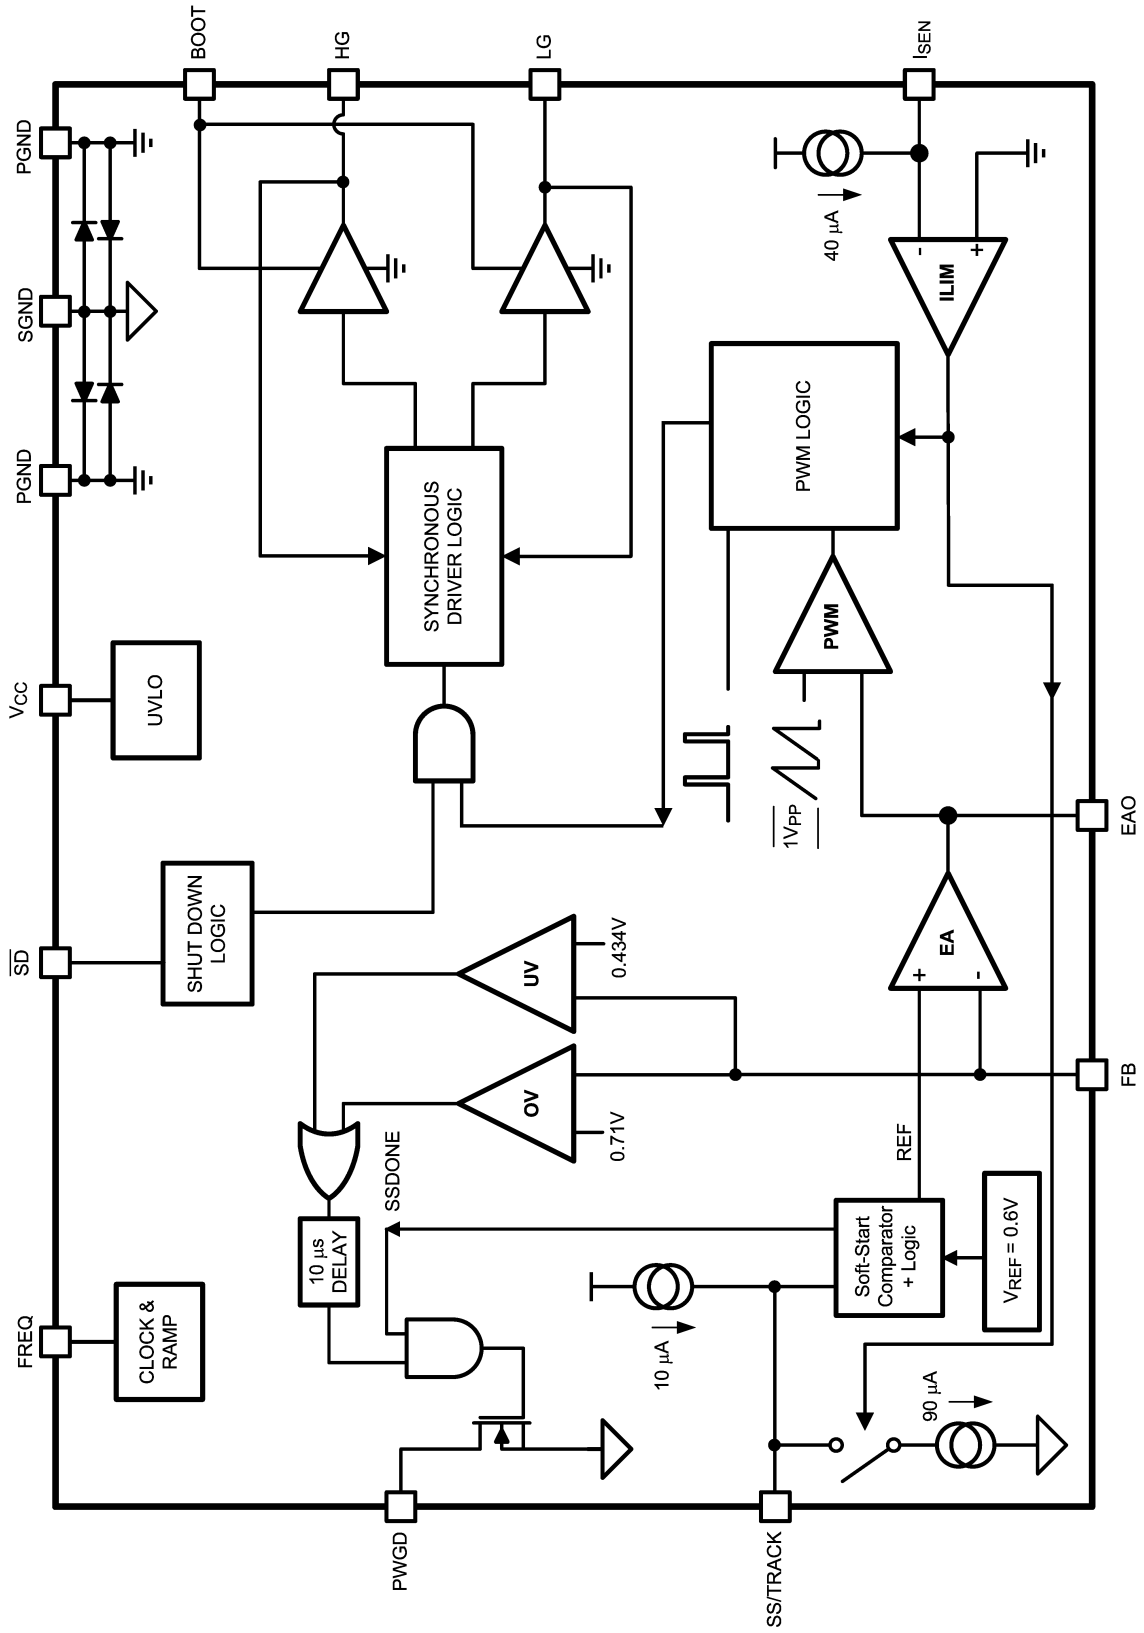 FREQ
SD
VCC
PGND
SGND
PGND
CLOCK &
RAMP
SHUT DOWN
LOGIC
UVLO
BOOT
10 µs
DELAY
HG
SSDONE
SYNCHRONOUS
DRIVER LOGIC
PWGD
OV
UV
LG
0.71V
0.434V
10 µA
1VPP
PWM
PWM LOGIC
40 µA
SS/TRACK
Soft-Start
Comparator
+ Logic
REF
+
-
EA
-
+
ILIM
ISEN
90 µA
VREF = 0.6V
FB
EAO